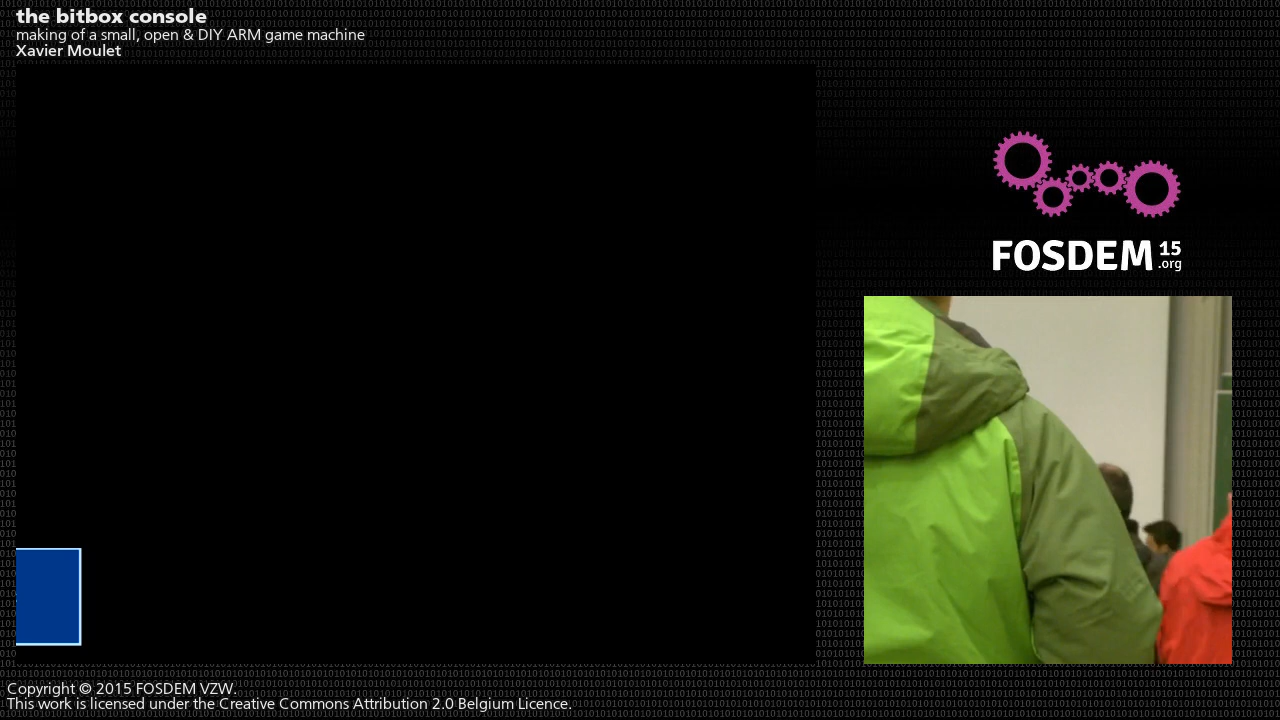 the bitbox console
making of a small, open & DIY ARM game machine
Xavier Moulet
FOSDEM 15
.org
Copyright © 2015 FOSDEM VZW.
This work is licensed under the Creative Commons Attribution 2.0 Belgium Licence.